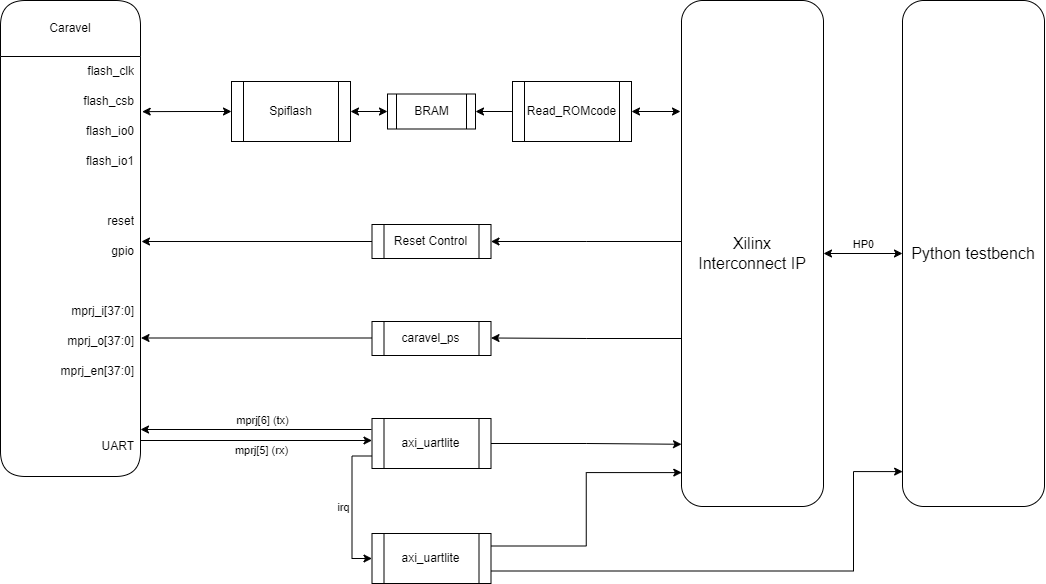 Caravel
flash_clk
flash_csb
flash_io0
flash_io1
reset
gpio
mprj_i[37:0]
mprj_o[37:0]
mprj_en[37:0]
UART
Spiflash
BRAM
Read_ROMcode
Reset Control
caravel_ps
mprj[6] (tx)
mprj[5] (rx)
axi_uartlite
irq
axi_uartlite
Xilinx
Interconnect IP
HP0
Python testbench